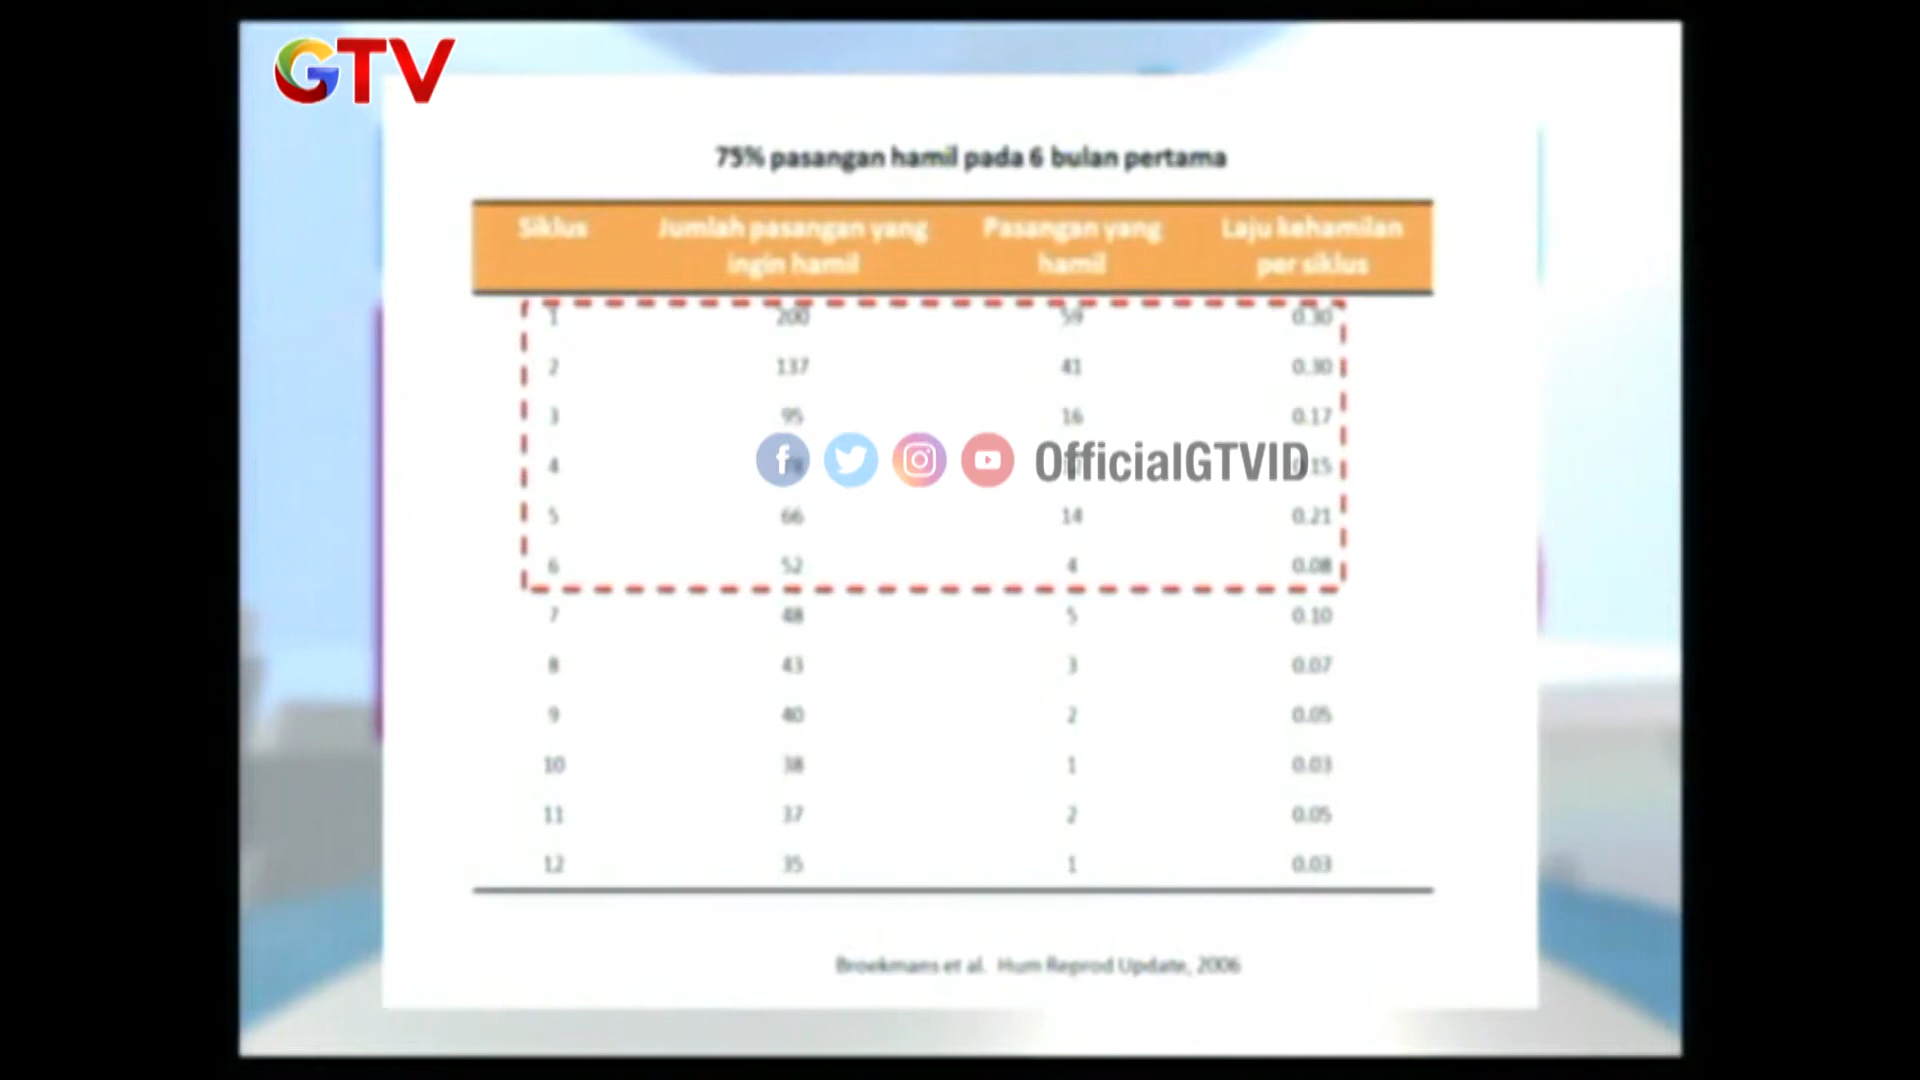 GTV
75% pasangan hamil pada 6 bulan pertama
Siklus Jumlah pasangan yang ingin hamil Pasangan yang hamil Laju kehamilan per siklus
1 200 59 0.30
2 137 41 0.30
3 95 16 0.17
4 0.15
OfficialGTVID
5 66 14 0.21
6 52 4 0.08
7 48 5 0.10
8 43 3 0.07
9 40 2 0.05
10 38 1 0.03
11 37 2 0.05
12 35 1 0.03
Broekmans et al. Hum Reprod Update, 2006